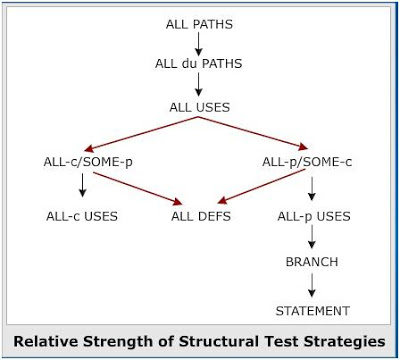 ALL PATHS
ALL du PATHS
ALL USES
ALL-c/SOME-p ALL-p/SOME-c
ALL-c USES ALL DEFS ALL-p USES
BRANCH
STATEMENT
Relative Strength of Structural Test Strategies